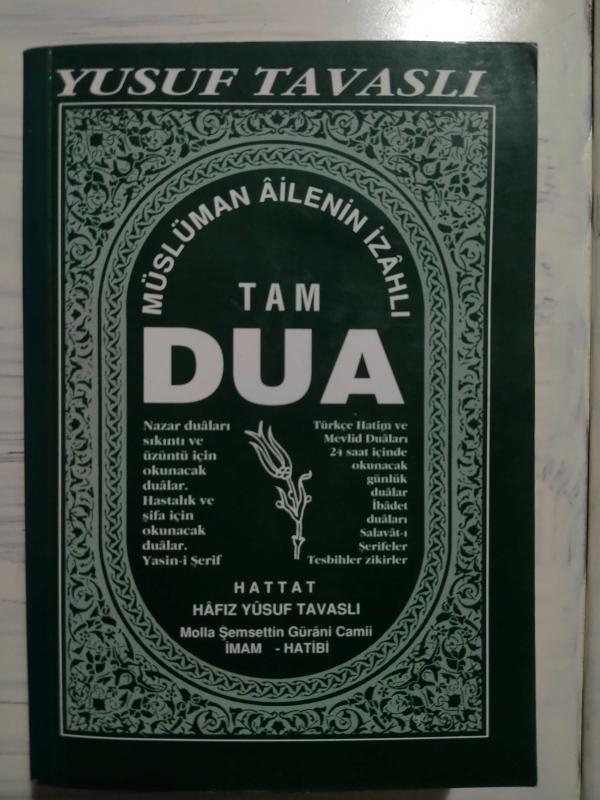 YUSUF TAVASLI
MÜSLÜMAN ÂİLENİN İZÂHLI
TAM
DUA
Nazar duâları
sıkıntı ve
üzüntü için
okunacak
duâlar.
Hastalık ve
şifa için
okunacak
duâlar.
Yasin-i Şerif
Türkçe Hatim ve
Mevlid Duâları
24 saat içinde
okunacak
günlük
duâlar
İbâdet
duâları
Salavât-ı
Şerifeler
Tesbihler zikirler
HATTAT
HÂFIZ YÛSUF TAVASLI
Molla Şemsettin Gürâni Camii
İMAM - HATİBİ